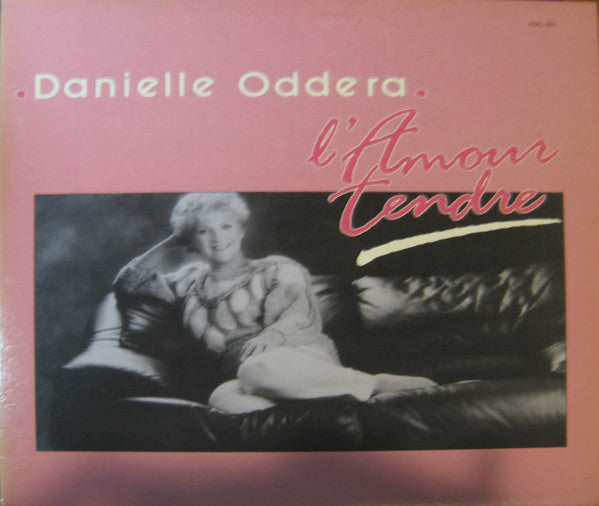 • Danielle Oddera •
l'Amour
tendre